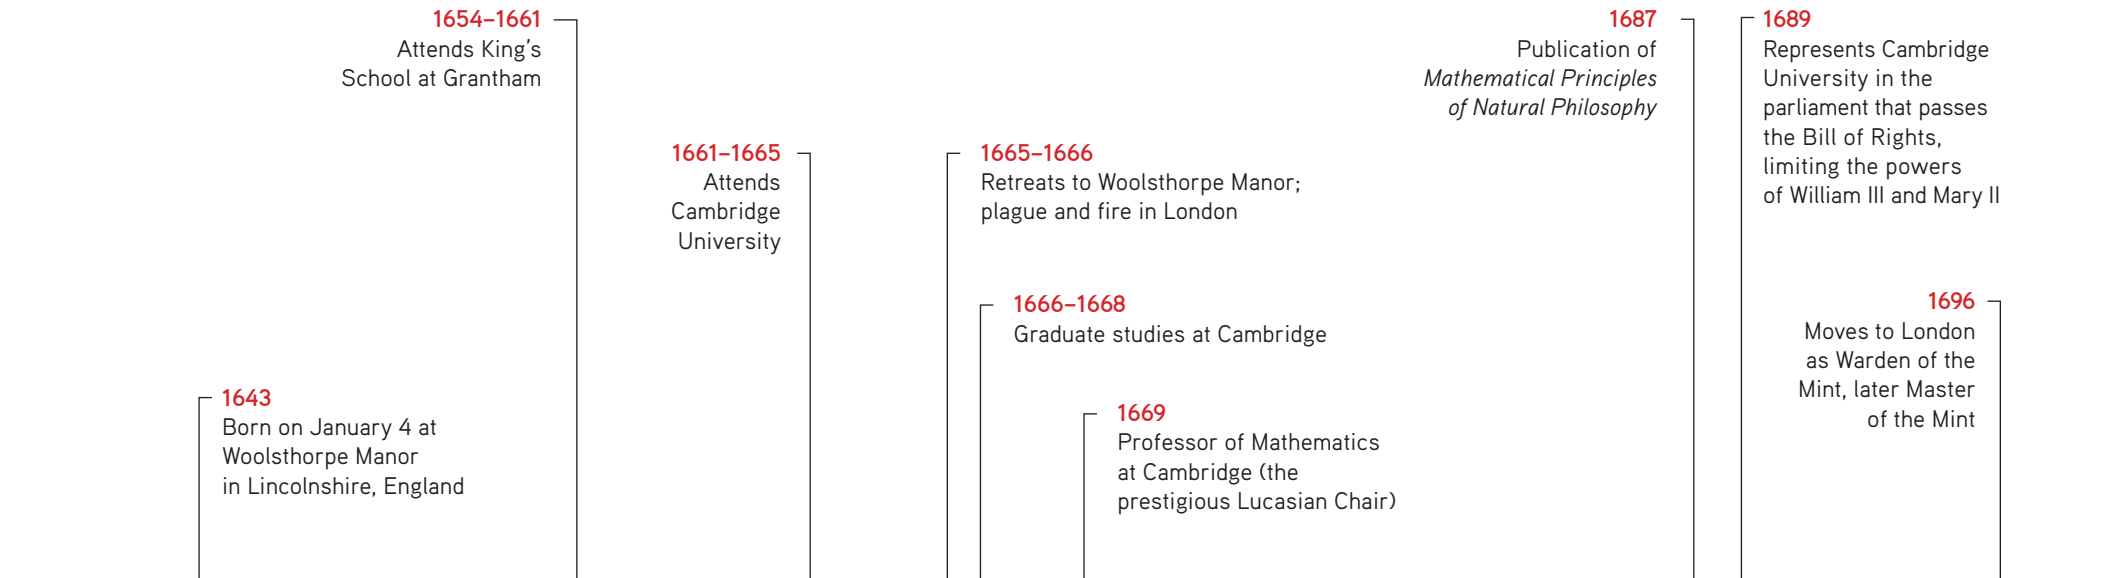 1654–1661
Attends King’s
School at Grantham
1687
Publication of
Mathematical Principles
of Natural Philosophy
1689
Represents Cambridge
University in the
parliament that passes
the Bill of Rights,
limiting the powers
of William III and Mary II
1661–1665
Attends
Cambridge
University
1665–1666
Retreats to Woolsthorpe Manor;
plague and fire in London
1666–1668
Graduate studies at Cambridge
1696
Moves to London
as Warden of the
Mint, later Master
of the Mint
1643
Born on January 4 at
Woolsthorpe Manor
in Lincolnshire, England
1669
Professor of Mathematics
at Cambridge (the
prestigious Lucasian Chair)